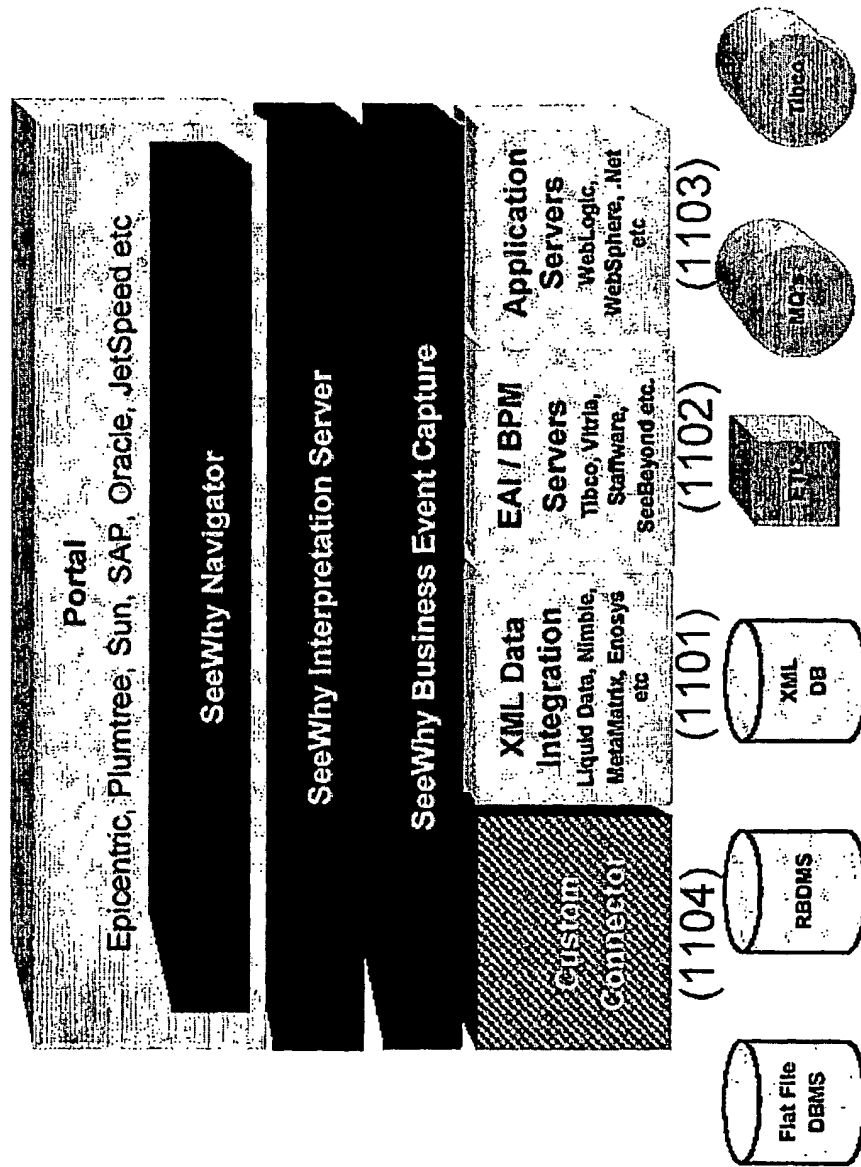 Portal
Epicentric, Plumtree, Sun, SAP, Oracle, JetSpeed etc
SeeWhy Navigator
SeeWhy Interpretation Server
SeeWhy Business Event Capture
Custom
Connector
XML Data
Integration
Liquid Data, Nimble,
MetaMatrix, Enosys
etc
EAI / BPM
Servers
Tibco, Vitria,
Staffware,
SeeBeyond etc.
Application
Servers
WebLogic,
WebSphere, .Net
etc
(1104)
(1101)
(1102)
(1103)
Flat File
DBMS
RBDMS
XML
DB
ETL's
MQ's
Tibco